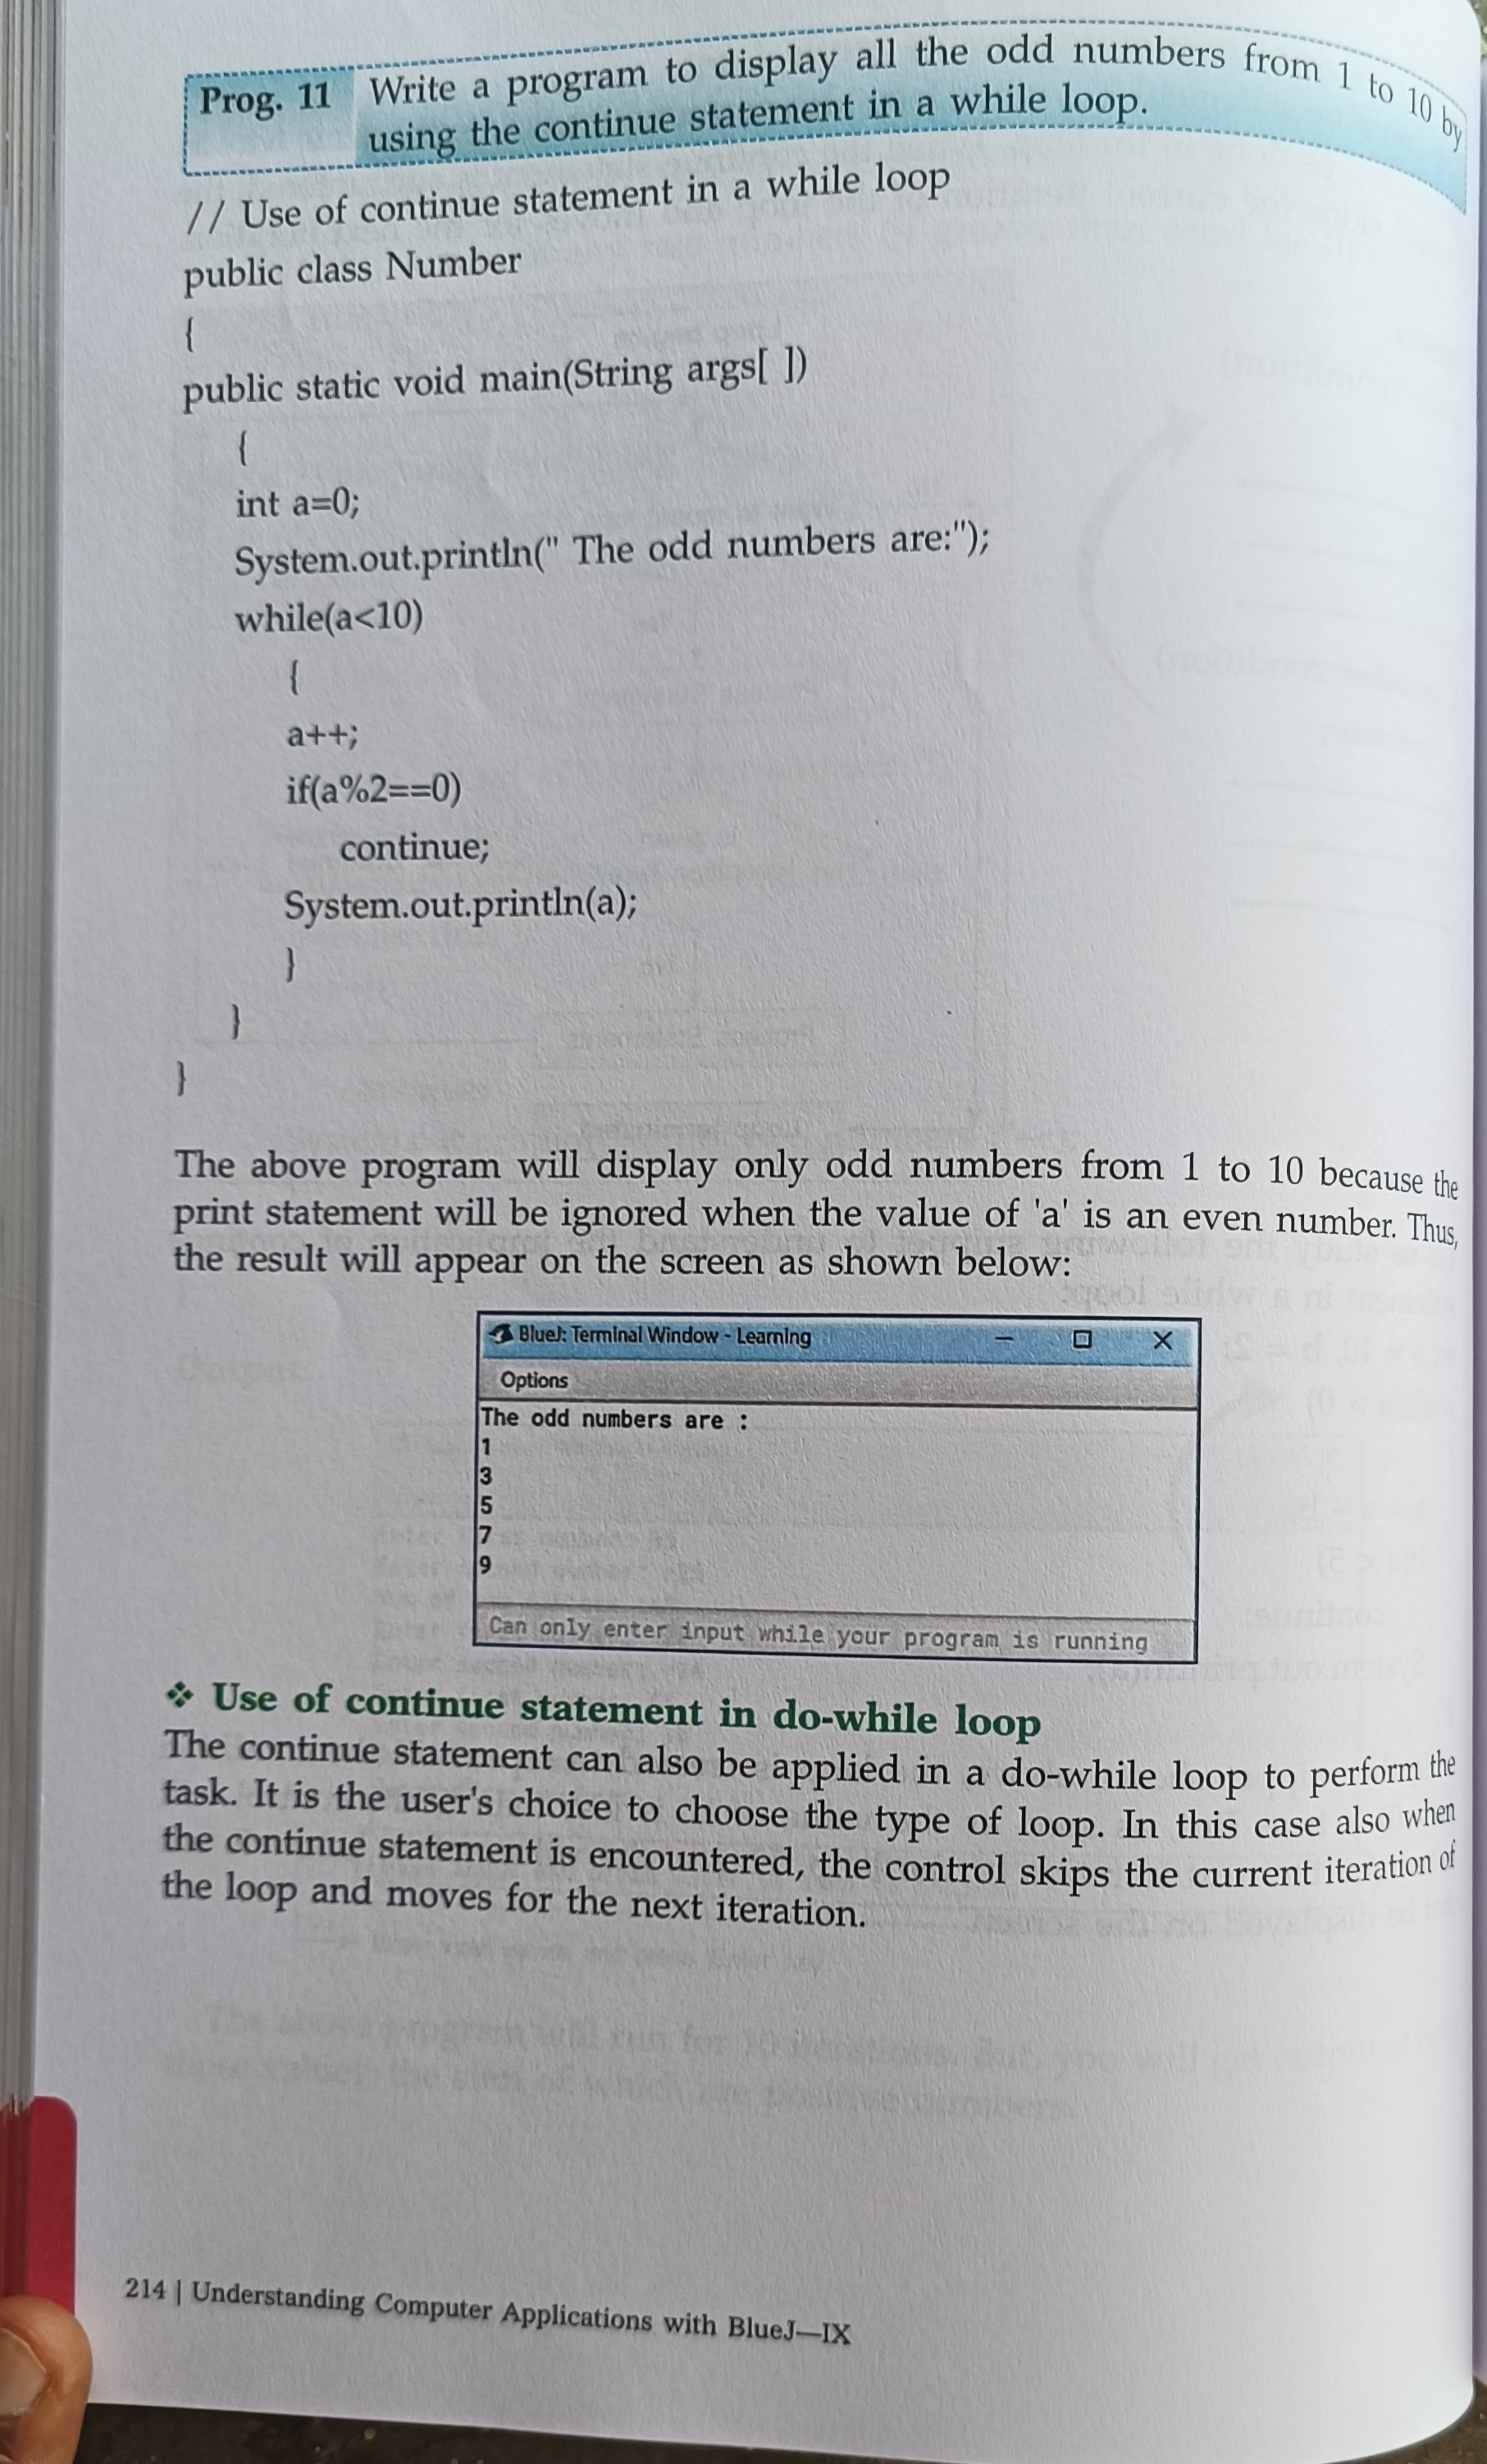 Prog. 11 Write a program to display all the odd numbers from 1 to 10 by
using the continue statement in a while loop.
// Use of continue statement in a while loop
public class Number
{
public static void main(String args[ ])
{
int a=0;
System.out.println(" The odd numbers are:");
while(a<10)
{
a++;
if(a%2==0)
continue;
System.out.println(a);
}
}
}
The above program will display only odd numbers from 1 to 10 because the
print statement will be ignored when the value of 'a' is an even number. Thus,
the result will appear on the screen as shown below:
BlueJ: Terminal Window - Learning
Options
The odd numbers are :
1
3
5
7
9
Can only enter input while your program is running
❖ Use of continue statement in do-while loop
The continue statement can also be applied in a do-while loop to perform the
task. It is the user's choice to choose the type of loop. In this case also when
the continue statement is encountered, the control skips the current iteration of
the loop and moves for the next iteration.
214 | Understanding Computer Applications with BlueJ—IX